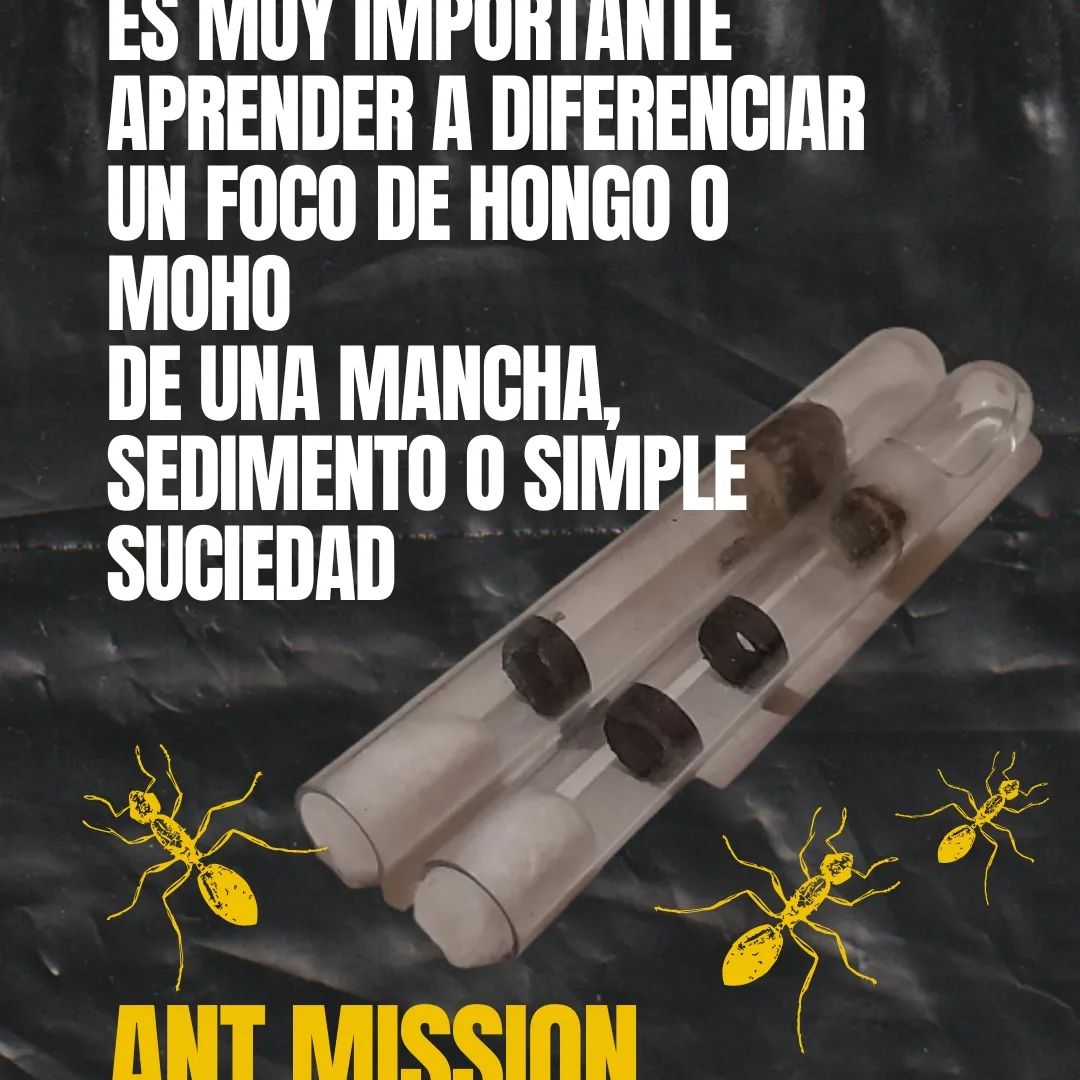 ES MUY IMPORTANTE
APRENDER A DIFERENCIAR
UN FOCO DE HONGO O
MOHO
DE UNA MANCHA,
SEDIMENTO O SIMPLE
SUCIEDAD
ANT MISSION